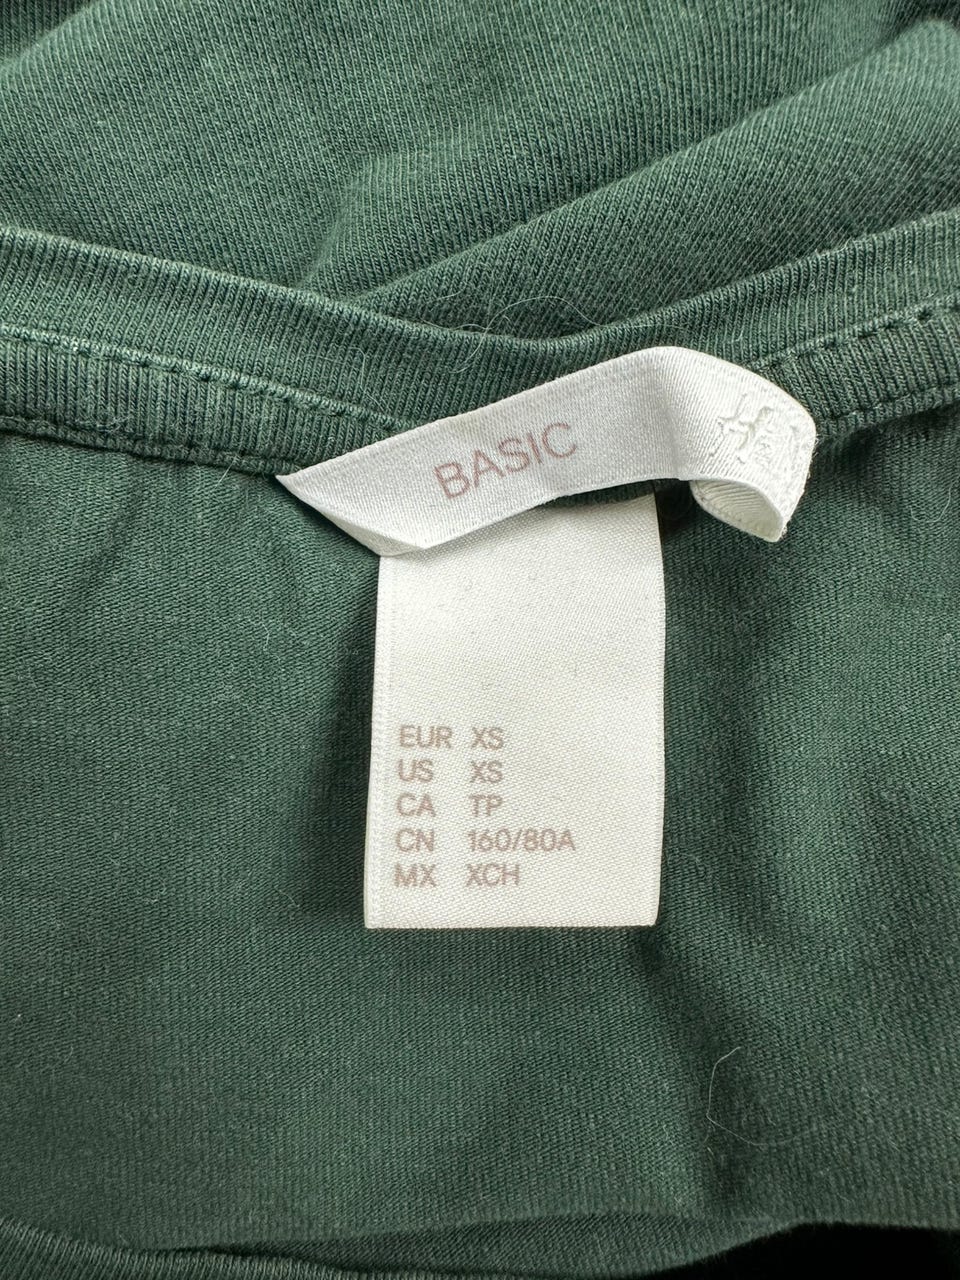 BASIC
EUR XS
US XS
CA TP
CN 160/80A
MX XCH